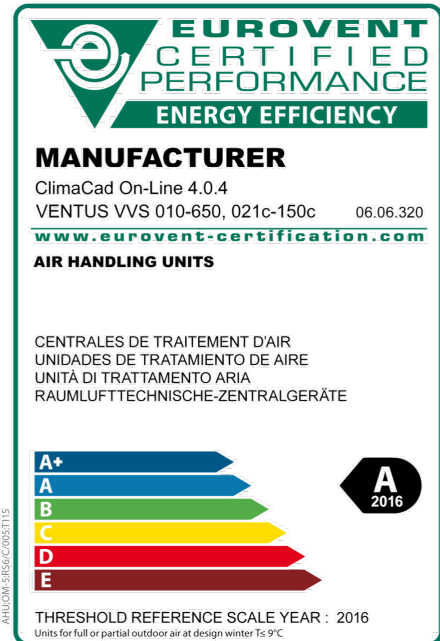 EUROVENT
CERTIFIED
PERFORMANCE
ENERGY EFFICIENCY
MANUFACTURER
ClimaCad On-Line 4.0.4
VENTUS VVS 010-650, 021c-150c 06.06.320
www.eurovent-certification.com
AIR HANDLING UNITS
CENTRALES DE TRAITEMENT D'AIR
UNIDADES DE TRATAMIENTO DE AIRE
UNITÀ DI TRATTAMENTO ARIA
RAUMLUFTTECHNISCHE-ZENTRALGERÄTE
A+
A
B
C
D
E
A
2016
THRESHOLD REFERENCE SCALE YEAR : 2016
Units for full or partial outdoor air at design winter T≤ 9°C
AHU;OM-5;RS6/C/005;T115